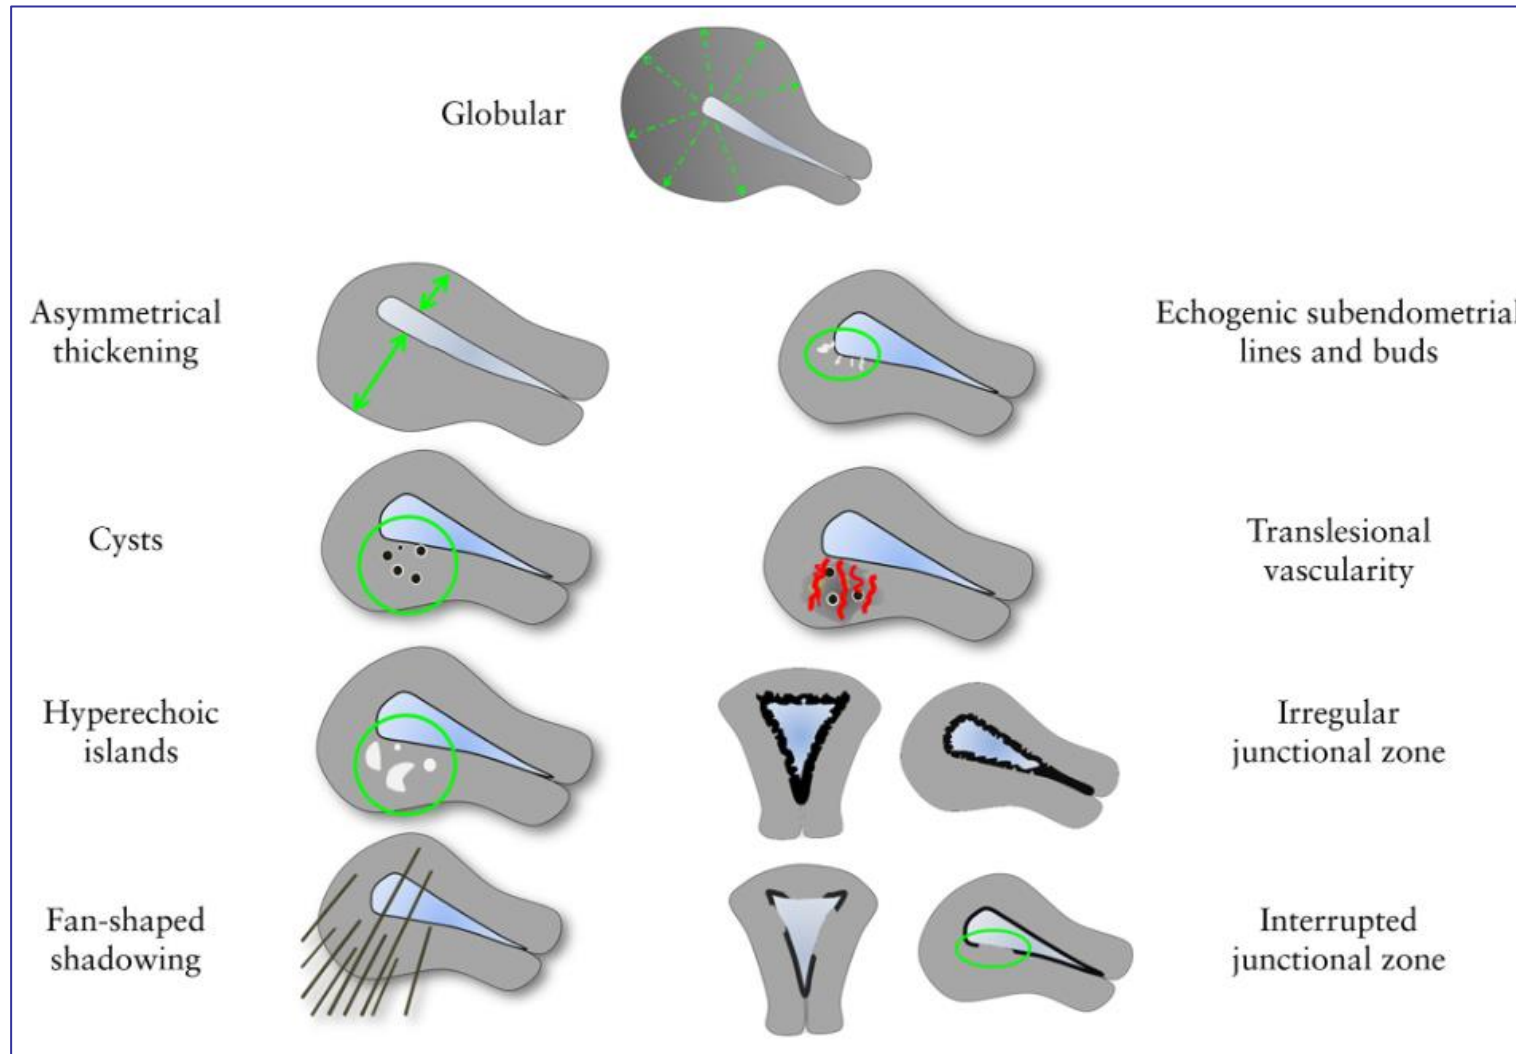 Globular
Asymmetrical
thickening
Echogenic subendometrial
lines and buds
Cysts
Translesional
vascularity
Hyperechoic
islands
Irregular
junctional zone
Fan-shaped
shadowing
Interrupted
junctional zone